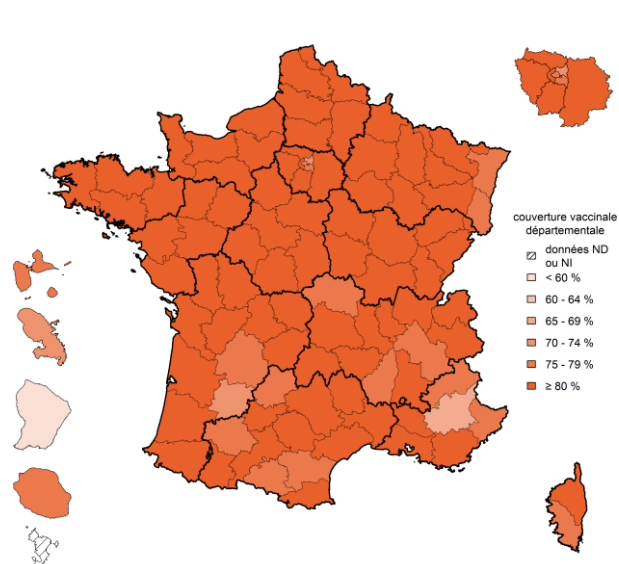 couverture vaccinale
départementale
données ND
ou NI
< 60 %
60 - 64 %
65 - 69 %
70 - 74 %
75 - 79 %
≥ 80 %